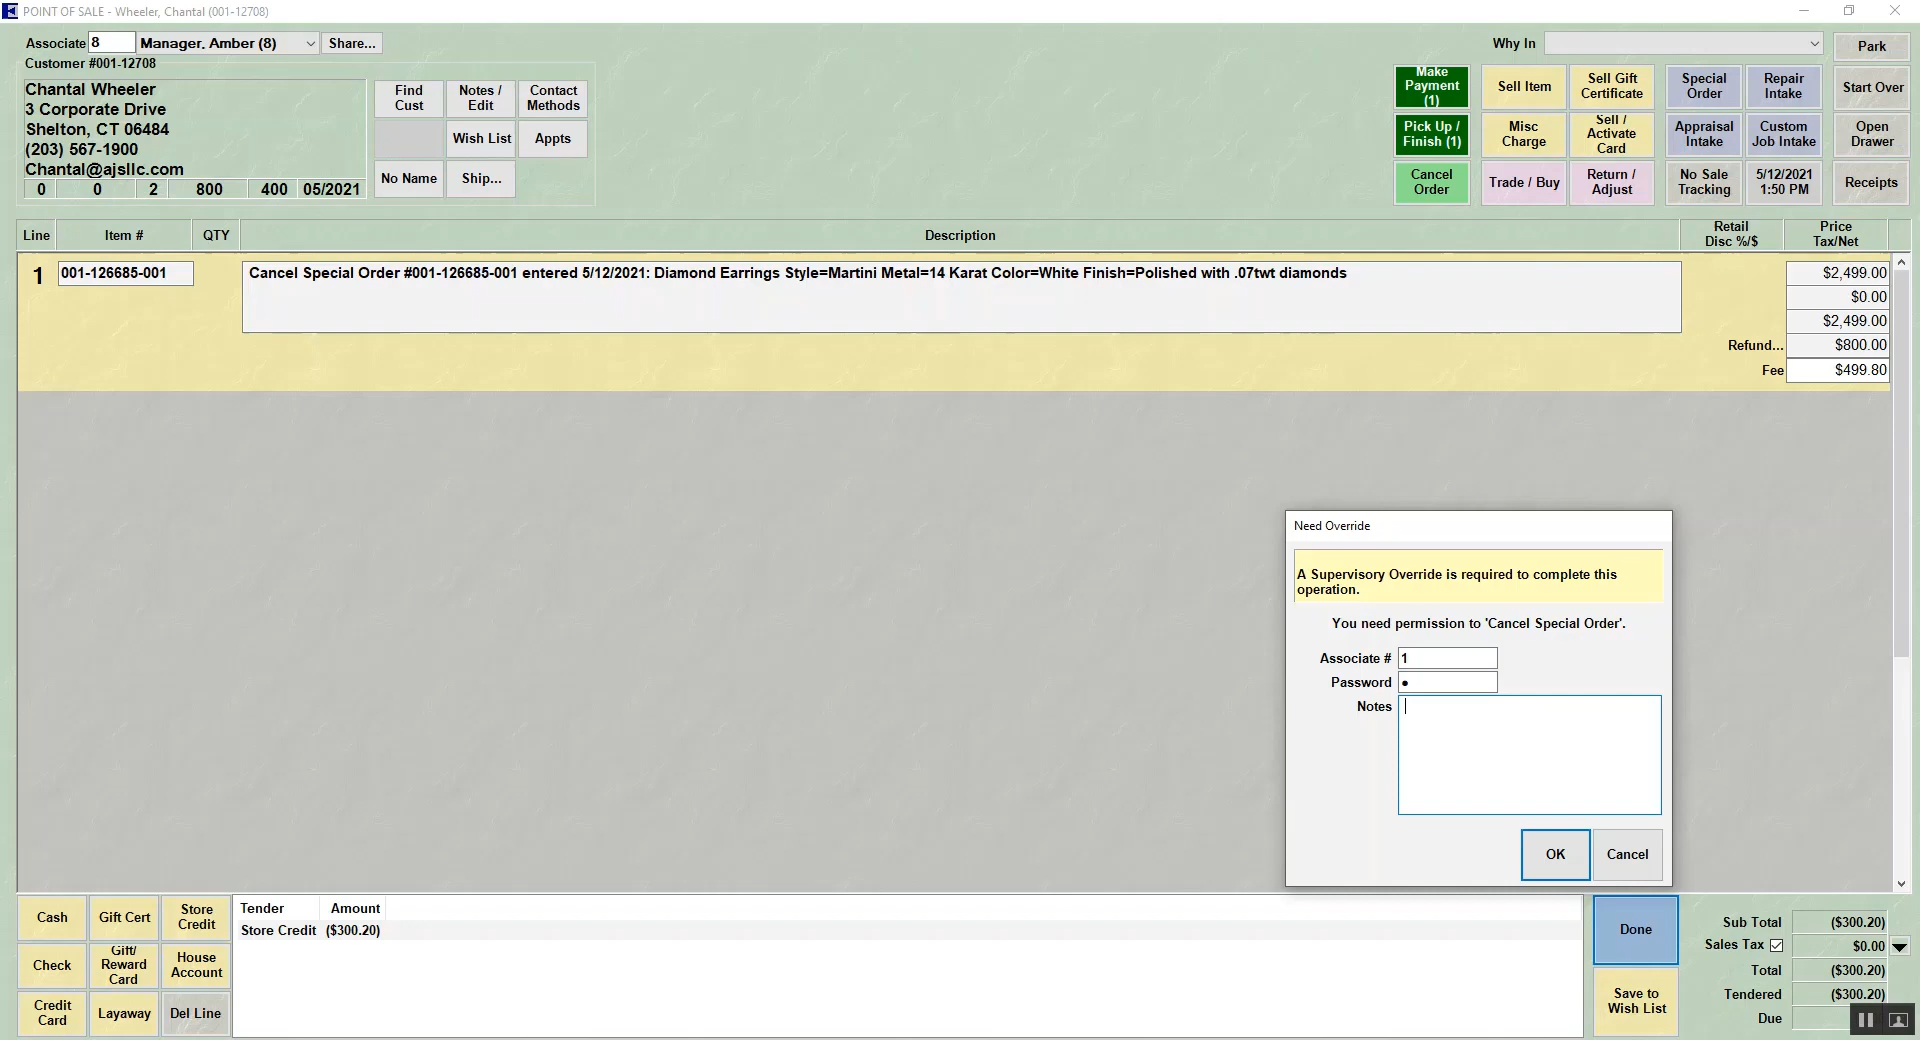 POINT OF SALE - Wheeler, Chantal (001-12708)
Associate 8 Manager, Amber (8) Share...
Why In
Park
Customer #001-12708
Chantal Wheeler
3 Corporate Drive
Shelton, CT 06484
(203) 567-1900
Chantal@ajsllc.com
0 0 2 800 400 05/2021
Find
Cust
Notes /
Edit
Contact
Methods
Wish List
Appts
No Name
Ship...
Make
Payment
(1)
Sell Item
Sell Gift
Certificate
Special
Order
Repair
Intake
Start Over
Pick Up /
Finish (1)
Misc
Charge
Sell /
Activate
Card
Appraisal
Intake
Custom
Job Intake
Open
Drawer
Cancel
Order
Trade / Buy
Return /
Adjust
No Sale
Tracking
5/12/2021
1:50 PM
Receipts
Line
Item #
QTY
Description
Retail
Disc %/$
Price
Tax/Net
1 001-126685-001 Cancel Special Order #001-126685-001 entered 5/12/2021: Diamond Earrings Style=Martini Metal=14 Karat Color=White Finish=Polished with .07twt diamonds $2,499.00
$0.00
$2,499.00
Refund... $800.00
Fee $499.80
Need Override
A Supervisory Override is required to complete this
operation.
You need permission to 'Cancel Special Order'.
Associate # 1
Password ●
Notes
OK
Cancel
Cash
Gift Cert
Store
Credit
Check
Gift/
Reward
Card
House
Account
Credit
Card
Layaway
Del Line
Tender Amount
Store Credit ($300.20)
Done
Save to
Wish List
Sub Total ($300.20)
Sales Tax $0.00
Total ($300.20)
Tendered ($300.20)
Due